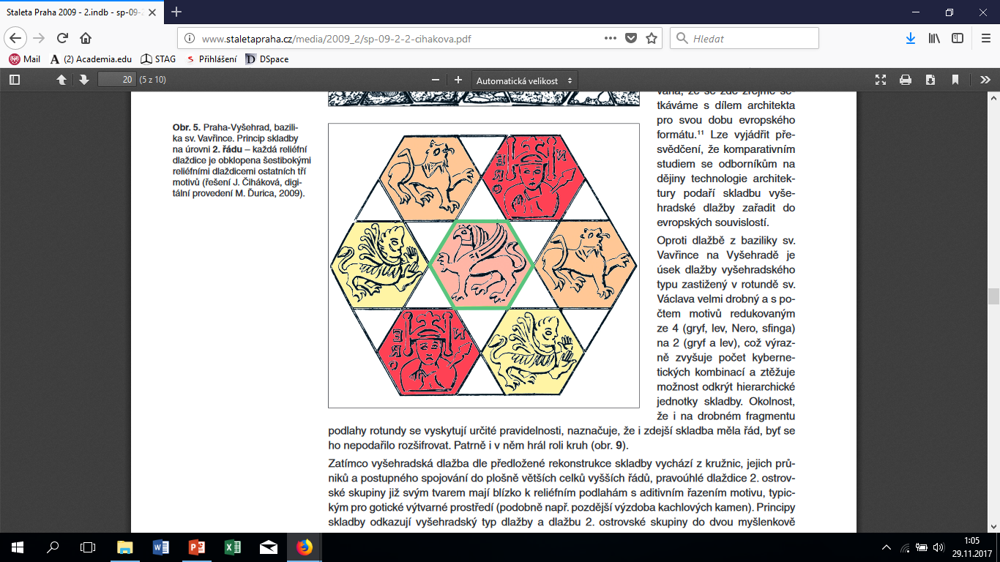 Staleta Praha 2009 - 2.indb - sp-09-2
www.staletapraha.cz/media/2009_2/sp-09-2-2-cihakova.pdf
Hledat
Mail
(2) Academia.edu
STAG
Přihlášení
DSpace
20 (5 z 10)
Automatická velikost
Obr. 5. Praha-Vyšehrad, bazili-
ka sv. Vavřince. Princip skladby
na úrovni 2. řádu – každá reliéfní
dlaždice je obklopena šestibokými
reliéfními dlaždicemi ostatních tří
motivů (řešení J. Čiháková, digi-
tální provedení M. Ďurica, 2009).
vána, že se zde zřejmě se-
tkáváme s dílem architekta
pro svou dobu evropského
formátu.¹¹ Lze vyjádřit pře-
svědčení, že komparativním
studiem se odborníkům na
dějiny technologie architek-
tury podaří skladbu vyše-
hradské dlažby zařadit do
evropských souvislostí.
Oproti dlažbě z baziliky sv.
Vavřince na Vyšehradě je
úsek dlažby vyšehradského
typu zastižený v rotundě sv.
Václava velmi drobný a s po-
čtem motivů redukovaným
ze 4 (gryf, lev, Nero, sfinga)
na 2 (gryf a lev), což výraz-
ně zvyšuje počet kyberne-
tických kombinací a ztěžuje
možnost odkrýt hierarchické
jednotky skladby. Okolnost,
že i na drobném fragmentu
podlahy rotundy se vyskytují určité pravidelnosti, naznačuje, že i zdejší skladba měla řád, byť se
ho nepodařilo rozšifrovat. Patrně i v něm hrál roli kruh (obr. 9).
Zatímco vyšehradská dlažba dle předložené rekonstrukce skladby vychází z kružnic, jejich prů-
niků a postupného spojování do plošně větších celků vyšších řádů, pravoúhlé dlaždice 2. ostrov-
ské skupiny již svým tvarem mají blízko k reliéfním podlahám s aditivním řazením motivu, typic-
kým pro gotické výtvarné prostředí (podobně např. pozdější výzdoba kachlových kamen). Principy
skladby odkazují vyšehradský typ dlažby a dlažbu 2. ostrovské skupiny do dvou myšlenkově
1:05
29.11.2017